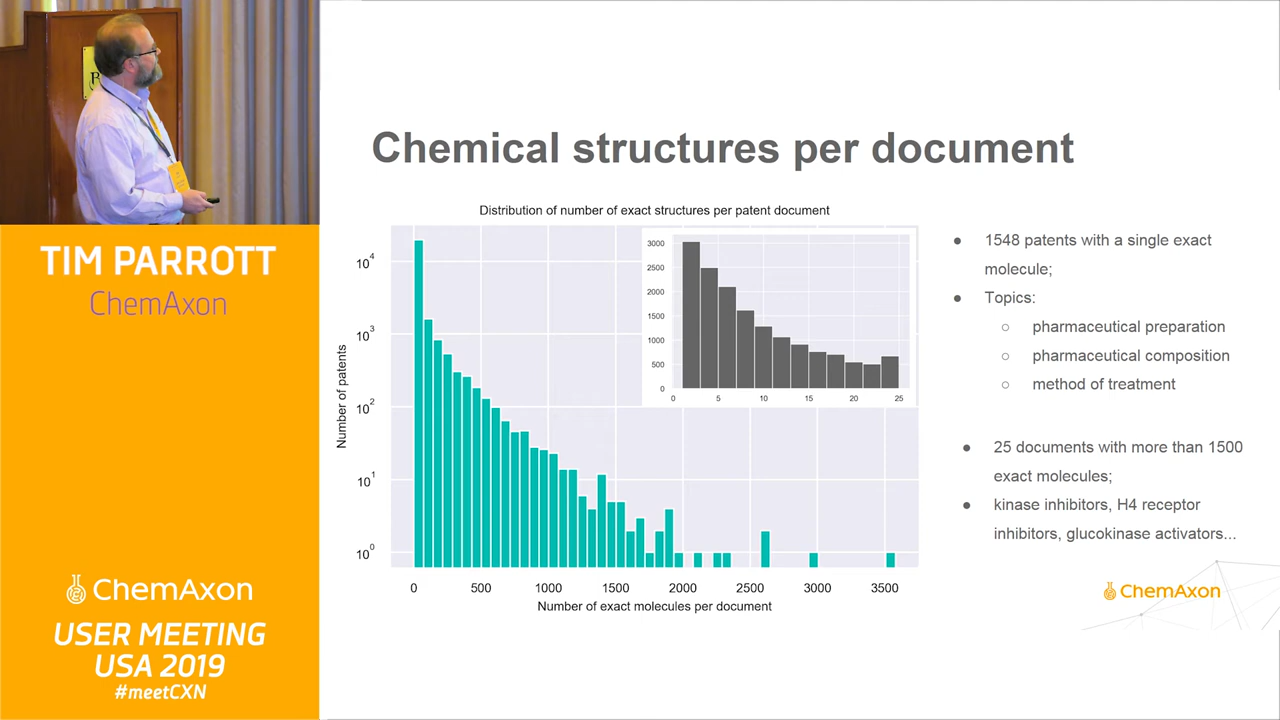 TIM PARROTT
ChemAxon
ChemAxon
USER MEETING
USA 2019
#meetCXN
Chemical structures per document
Distribution of number of exact structures per patent document
Number of patents
10^4
10^3
10^2
10^1
10^0
0 500 1000 1500 2000 2500 3000 3500
Number of exact molecules per document
3000
2500
2000
1500
1000
500
0
0 5 10 15 20 25
● 1548 patents with a single exact
molecule;
● Topics:
○ pharmaceutical preparation
○ pharmaceutical composition
○ method of treatment
● 25 documents with more than 1500
exact molecules;
● kinase inhibitors, H4 receptor
inhibitors, glucokinase activators...
ChemAxon